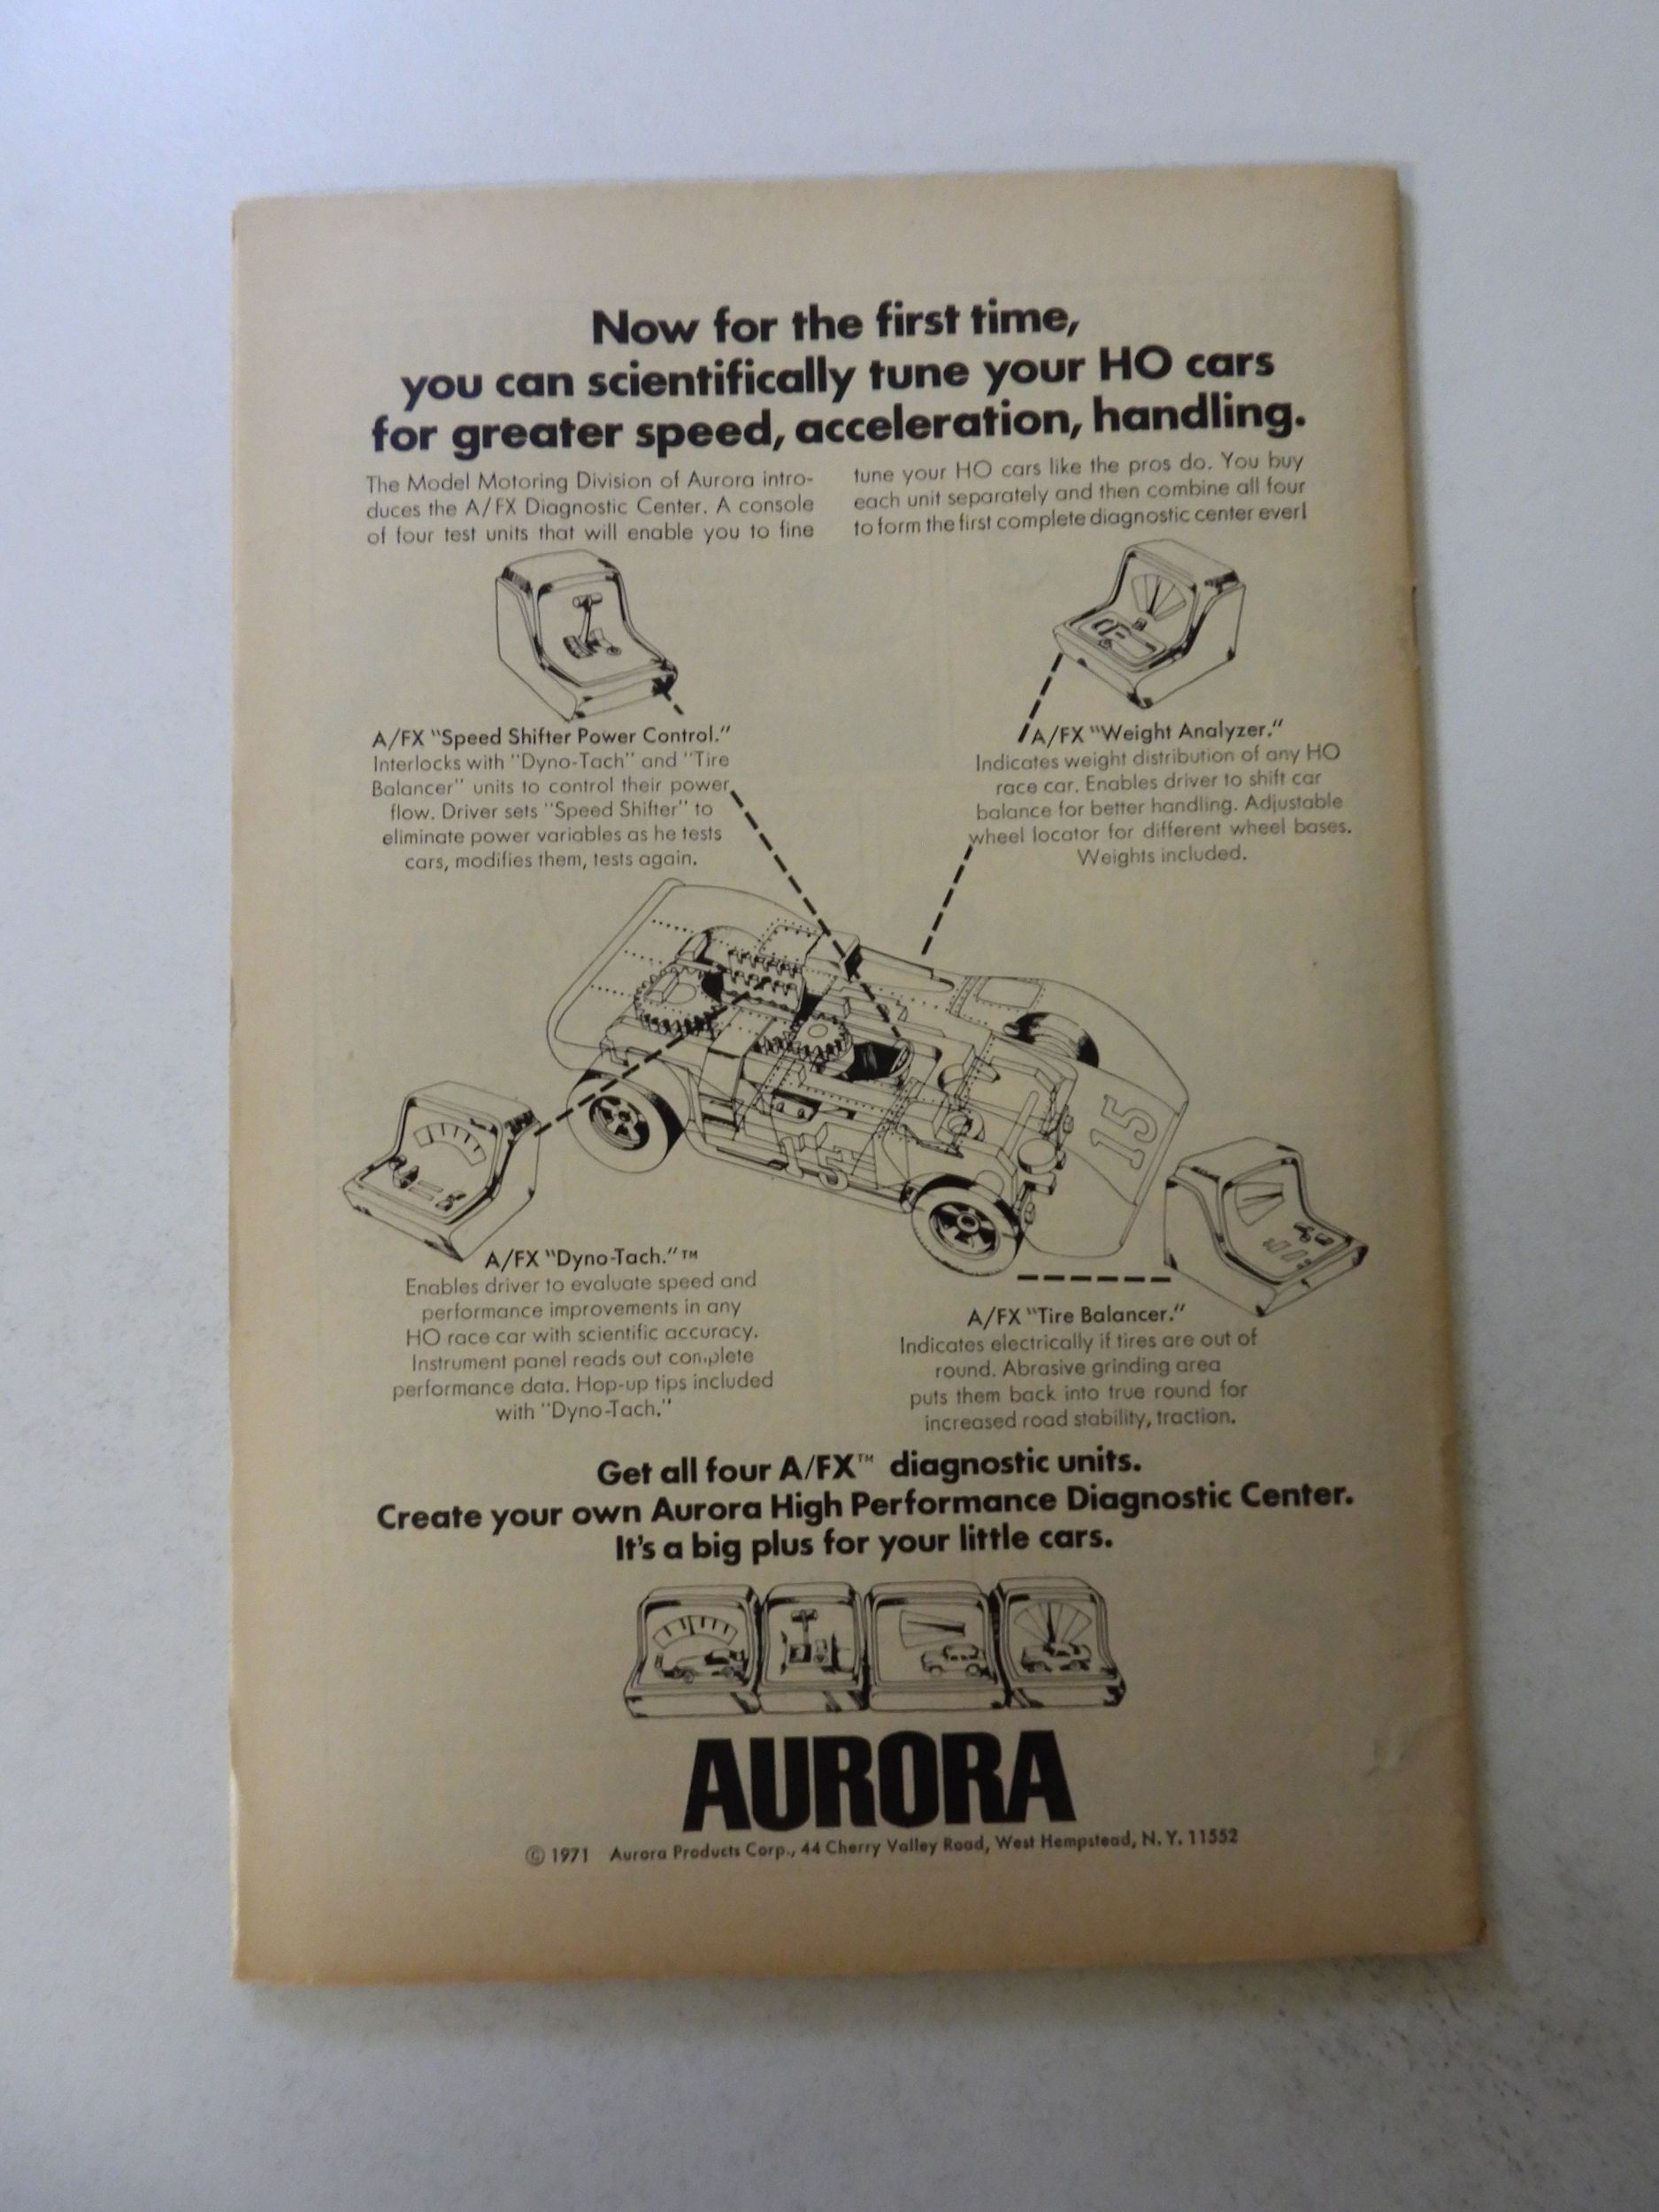 Now for the first time,
you can scientifically tune your HO cars
for greater speed, acceleration, handling.
The Model Motoring Division of Aurora intro-
duces the A/FX Diagnostic Center. A console
of four test units that will enable you to fine
tune your HO cars like the pros do. You buy
each unit separately and then combine all four
to form the first complete diagnostic center ever!
A/FX "Speed Shifter Power Control."
Interlocks with "Dyno-Tach" and "Tire
Balancer" units to control their power
flow. Driver sets "Speed Shifter" to
eliminate power variables as he tests
cars, modifies them, tests again.
A/FX "Weight Analyzer."
Indicates weight distribution of any HO
race car. Enables driver to shift car
balance for better handling. Adjustable
wheel locator for different wheel bases.
Weights included.
15
15
A/FX "Dyno-Tach."™
Enables driver to evaluate speed and
performance improvements in any
HO race car with scientific accuracy.
Instrument panel reads out complete
performance data. Hop-up tips included
with "Dyno-Tach."
A/FX "Tire Balancer."
Indicates electrically if tires are out of
round. Abrasive grinding area
puts them back into true round for
increased road stability, traction.
Get all four A/FX™ diagnostic units.
Create your own Aurora High Performance Diagnostic Center.
It's a big plus for your little cars.
AURORA
© 1971 Aurora Products Corp., 44 Cherry Valley Road, West Hempstead, N. Y. 11552